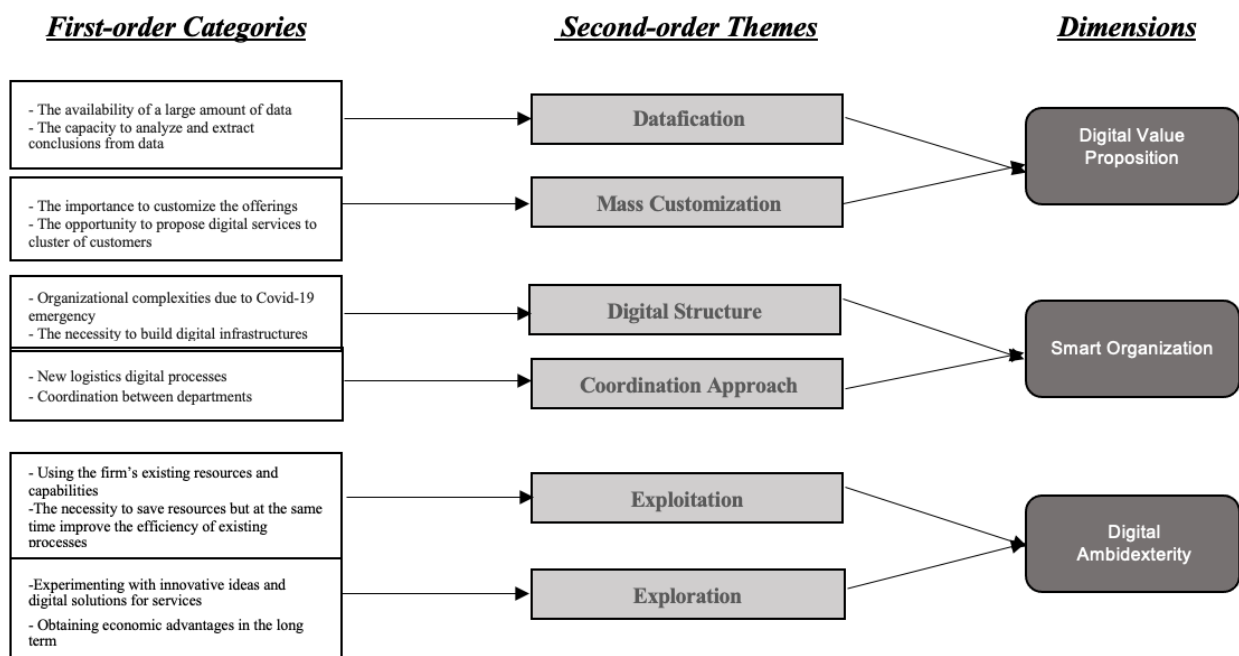 First-order Categories
Second-order Themes
Dimensions
- The availability of a large amount of data
- The capacity to analyze and extract
conclusions from data
Datafication
Digital Value
Proposition
- The importance to customize the offerings
- The opportunity to propose digital services to
cluster of customers
Mass Customization
- Organizational complexities due to Covid-19
emergency
- The necessity to build digital infrastructures
Digital Structure
Smart Organization
- New logistics digital processes
- Coordination between departments
Coordination Approach
- Using the firm's existing resources and
capabilities
-The necessity to save resources but at the same
time improve the efficiency of existing
processes
Exploitation
Digital
Ambidexterity
-Experimenting with innovative ideas and
digital solutions for services
- Obtaining economic advantages in the long
term
Exploration